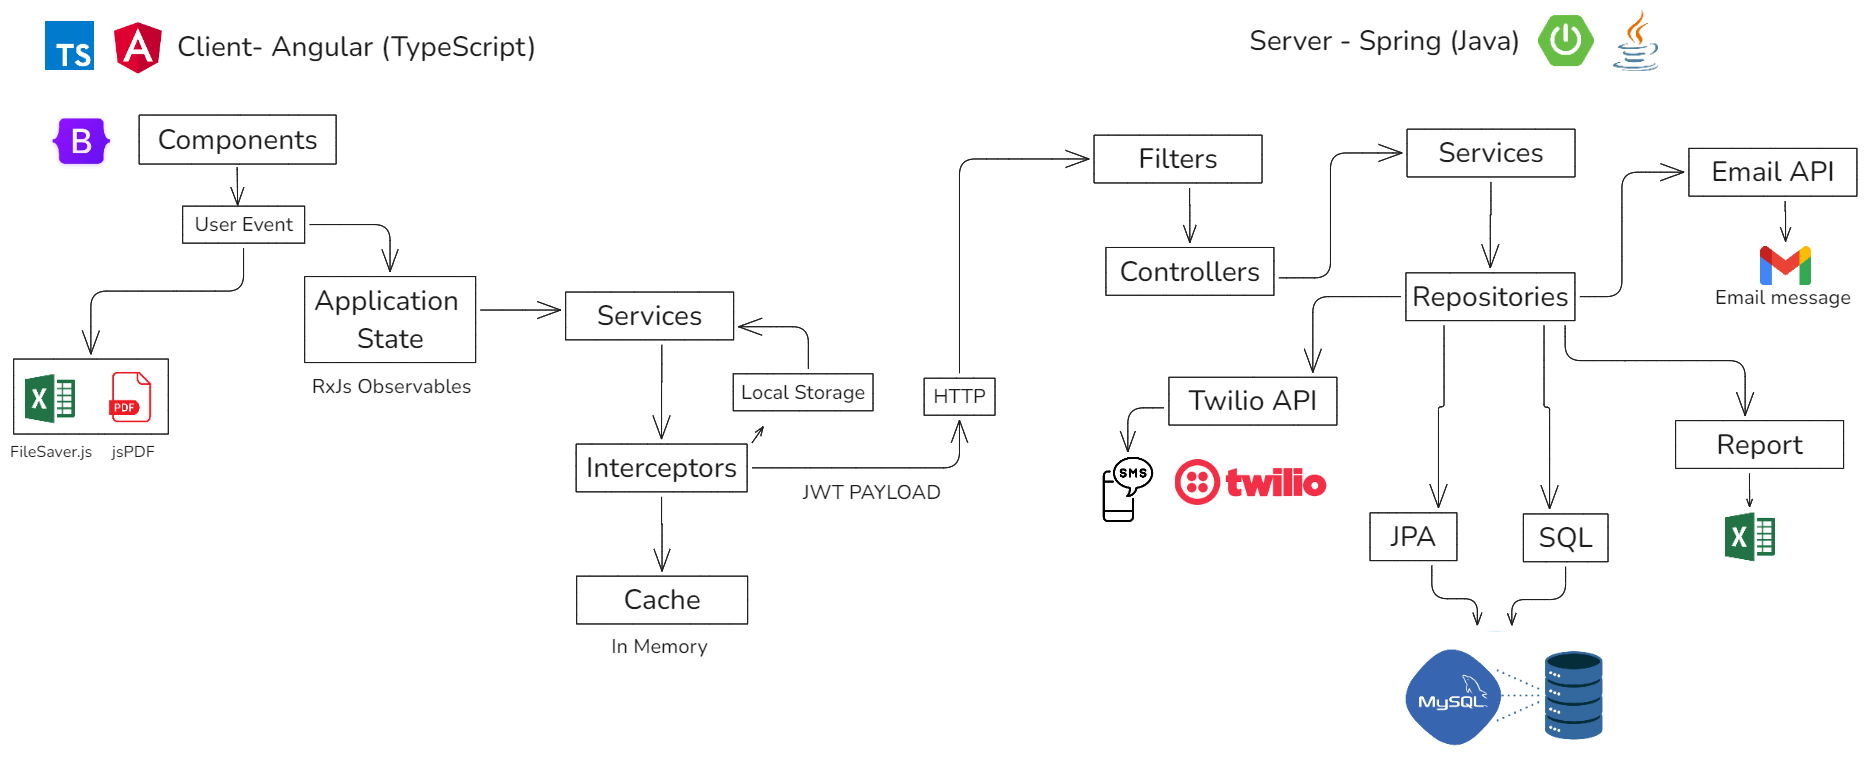 TS
Client- Angular (TypeScript)
Server - Spring (Java)
B
Components
User Event
Application
State
RxJs Observables
X
PDF
FileSaver.js
jsPDF
Services
Local Storage
Interceptors
JWT PAYLOAD
Cache
In Memory
HTTP
Filters
Controllers
Services
Repositories
Email API
Email message
Twilio API
SMS
twilio
Report
X
JPA
SQL
MySQL